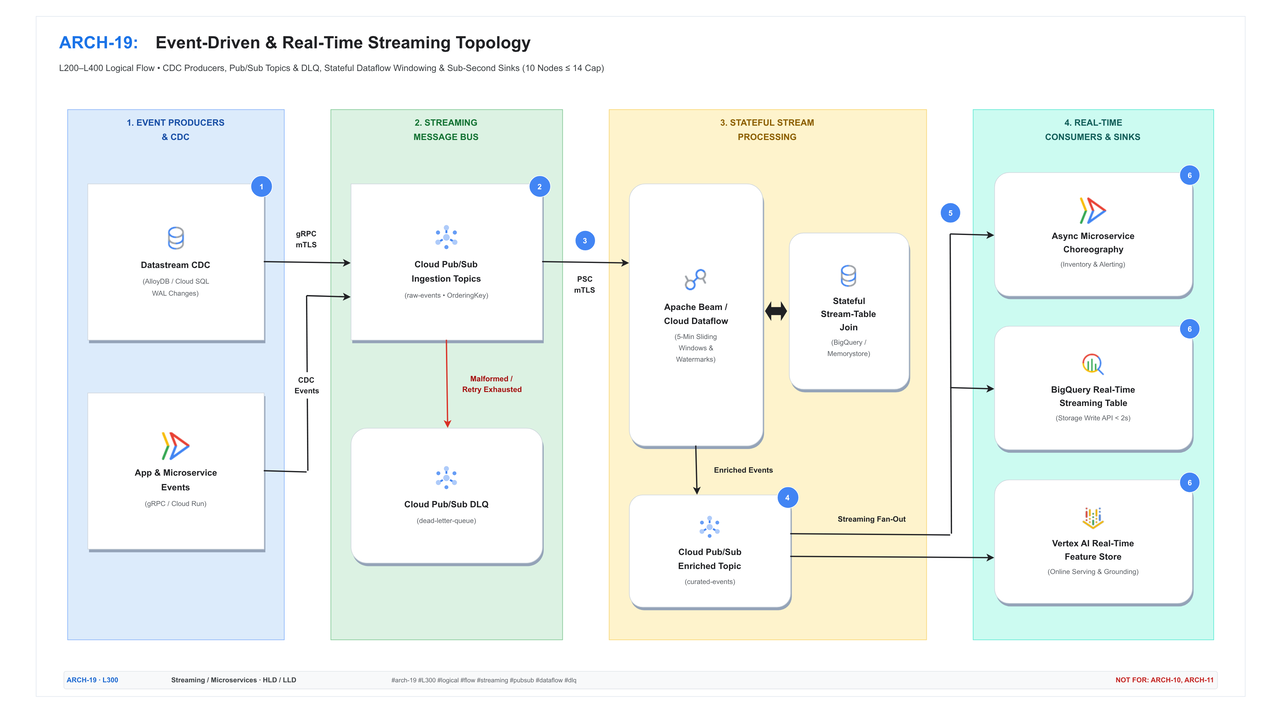 ARCH-19: Event-Driven & Real-Time Streaming Topology
L200–L400 Logical Flow • CDC Producers, Pub/Sub Topics & DLQ, Stateful Dataflow Windowing & Sub-Second Sinks (10 Nodes ≤ 14 Cap)
1. EVENT PRODUCERS
& CDC
1
Datastream CDC
(AlloyDB / Cloud SQL
WAL Changes)
App & Microservice
Events
(gRPC / Cloud Run)
gRPC
mTLS
CDC
Events
2. STREAMING
MESSAGE BUS
2
Cloud Pub/Sub
Ingestion Topics
(raw-events • OrderingKey)
Malformed /
Retry Exhausted
Cloud Pub/Sub DLQ
(dead-letter-queue)
3
PSC
mTLS
3. STATEFUL STREAM
PROCESSING
Apache Beam /
Cloud Dataflow
(5-Min Sliding
Windows &
Watermarks)
Stateful
Stream-Table
Join
(BigQuery /
Memorystore)
Enriched Events
4
Cloud Pub/Sub
Enriched Topic
(curated-events)
Streaming Fan-Out
5
4. REAL-TIME
CONSUMERS & SINKS
6
Async Microservice
Choreography
(Inventory & Alerting)
6
BigQuery Real-Time
Streaming Table
(Storage Write API < 2s)
6
Vertex AI Real-Time
Feature Store
(Online Serving & Grounding)
ARCH-19 · L300
Streaming / Microservices · HLD / LLD
#arch-19 #L300 #logical #flow #streaming #pubsub #dataflow #dlq
NOT FOR: ARCH-10, ARCH-11